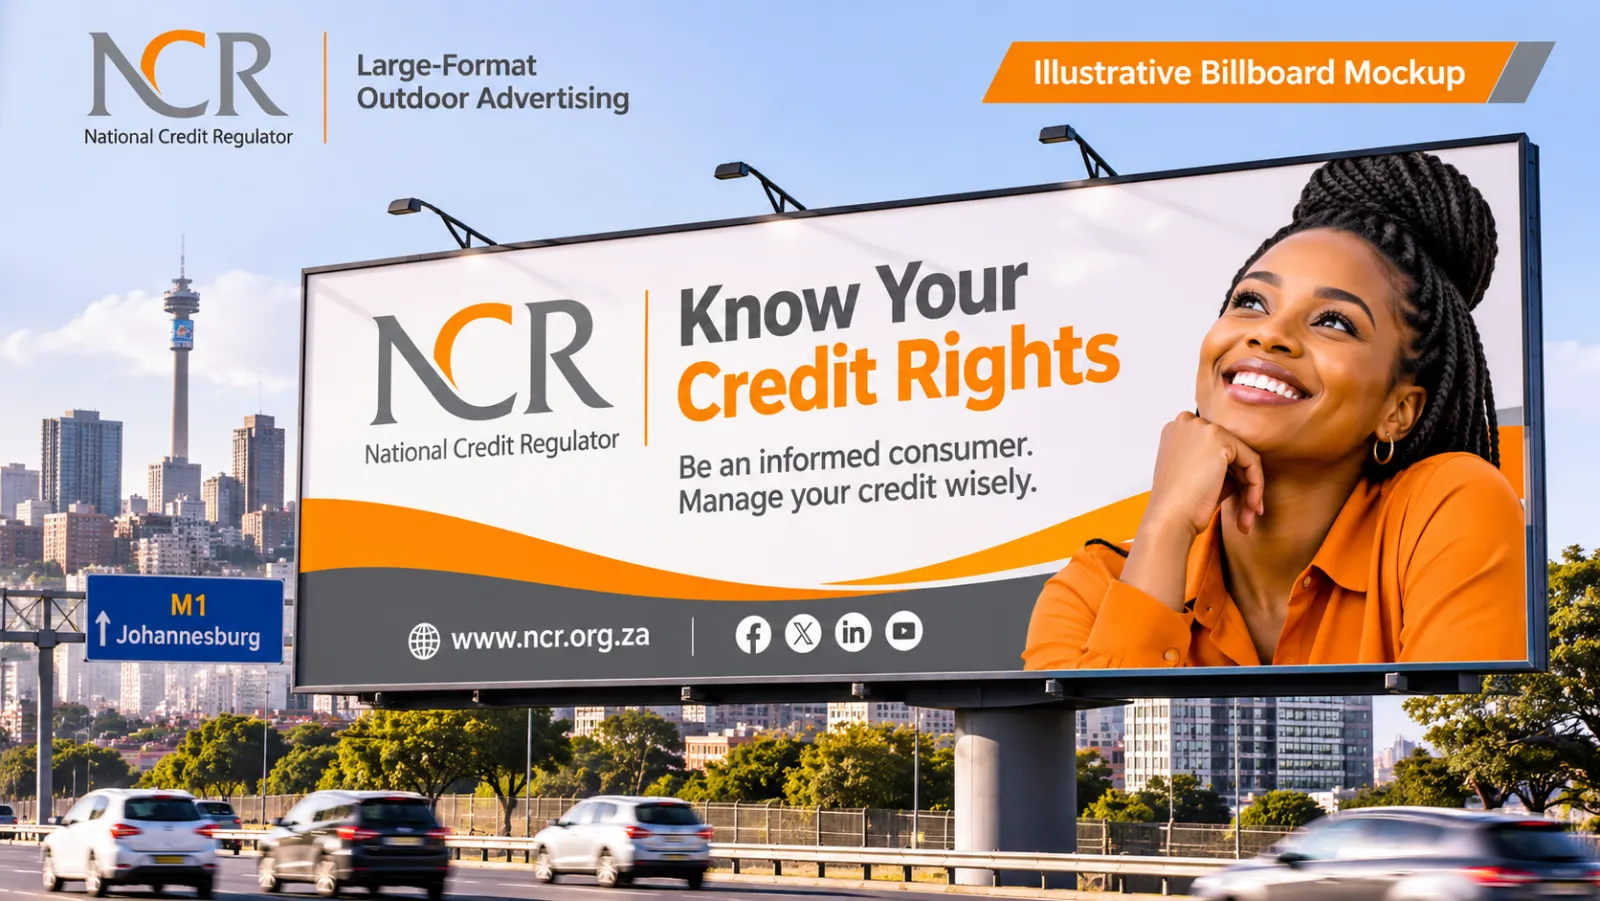 NCR
National Credit Regulator
Large-Format
Outdoor Advertising
Illustrative Billboard Mockup
NCR
National Credit Regulator
Know Your
Credit Rights
Be an informed consumer.
Manage your credit wisely.
www.ncr.org.za
M1
Johannesburg